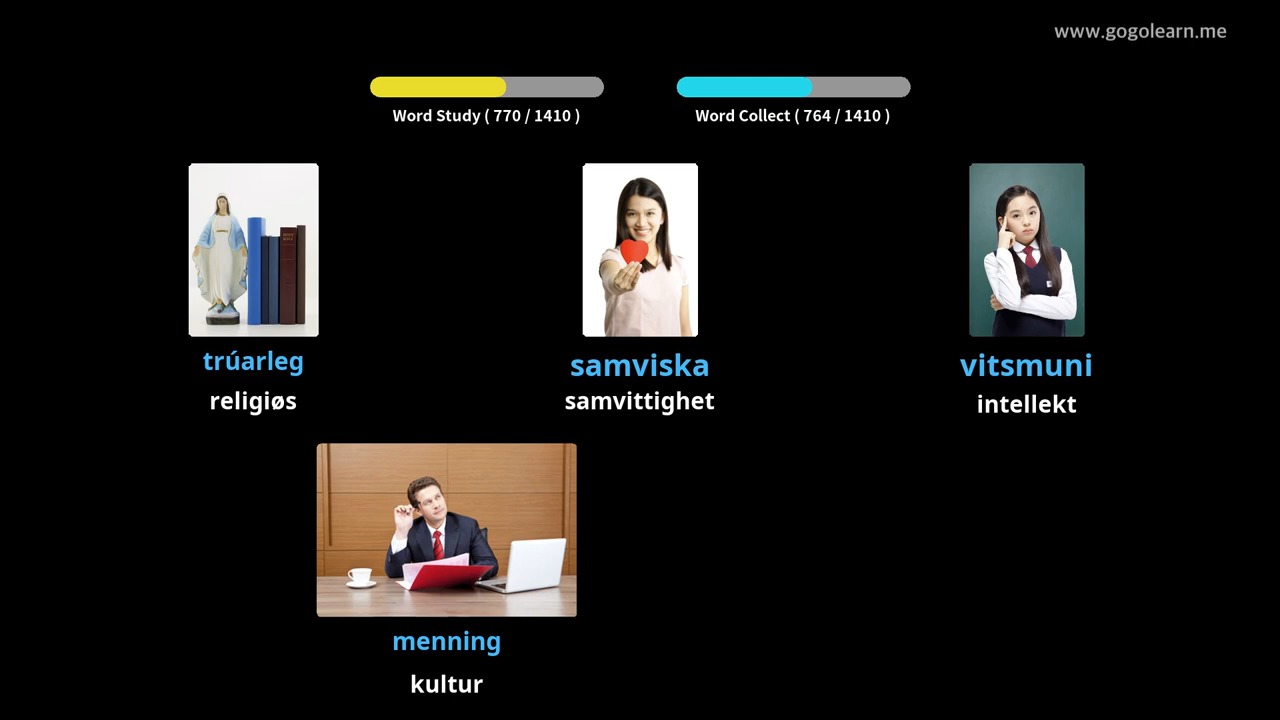 www.gogolearn.me
Word Study ( 770 / 1410 )
Word Collect ( 764 / 1410 )
trúarleg
religiøs
samviska
samvittighet
vitsmuni
intellekt
menning
kultur